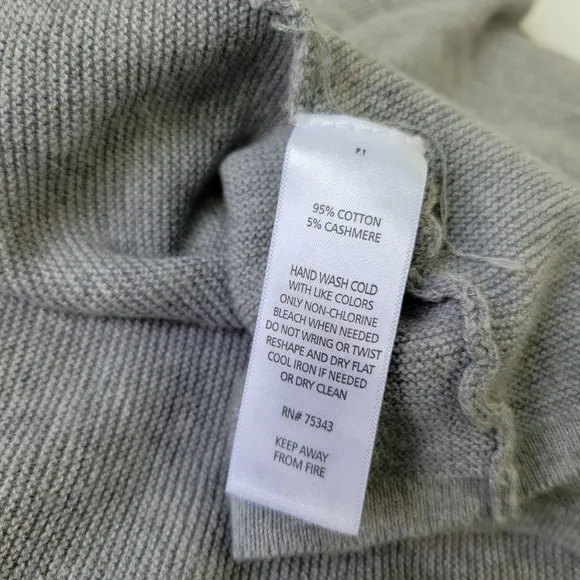 P1
95% COTTON
5% CASHMERE
HAND WASH COLD
WITH LIKE COLORS
ONLY NON-CHLORINE
BLEACH WHEN NEEDED
DO NOT WRING OR TWIST
RESHAPE AND DRY FLAT
COOL IRON IF NEEDED
OR DRY CLEAN
RN# 75343
KEEP AWAY
FROM FIRE